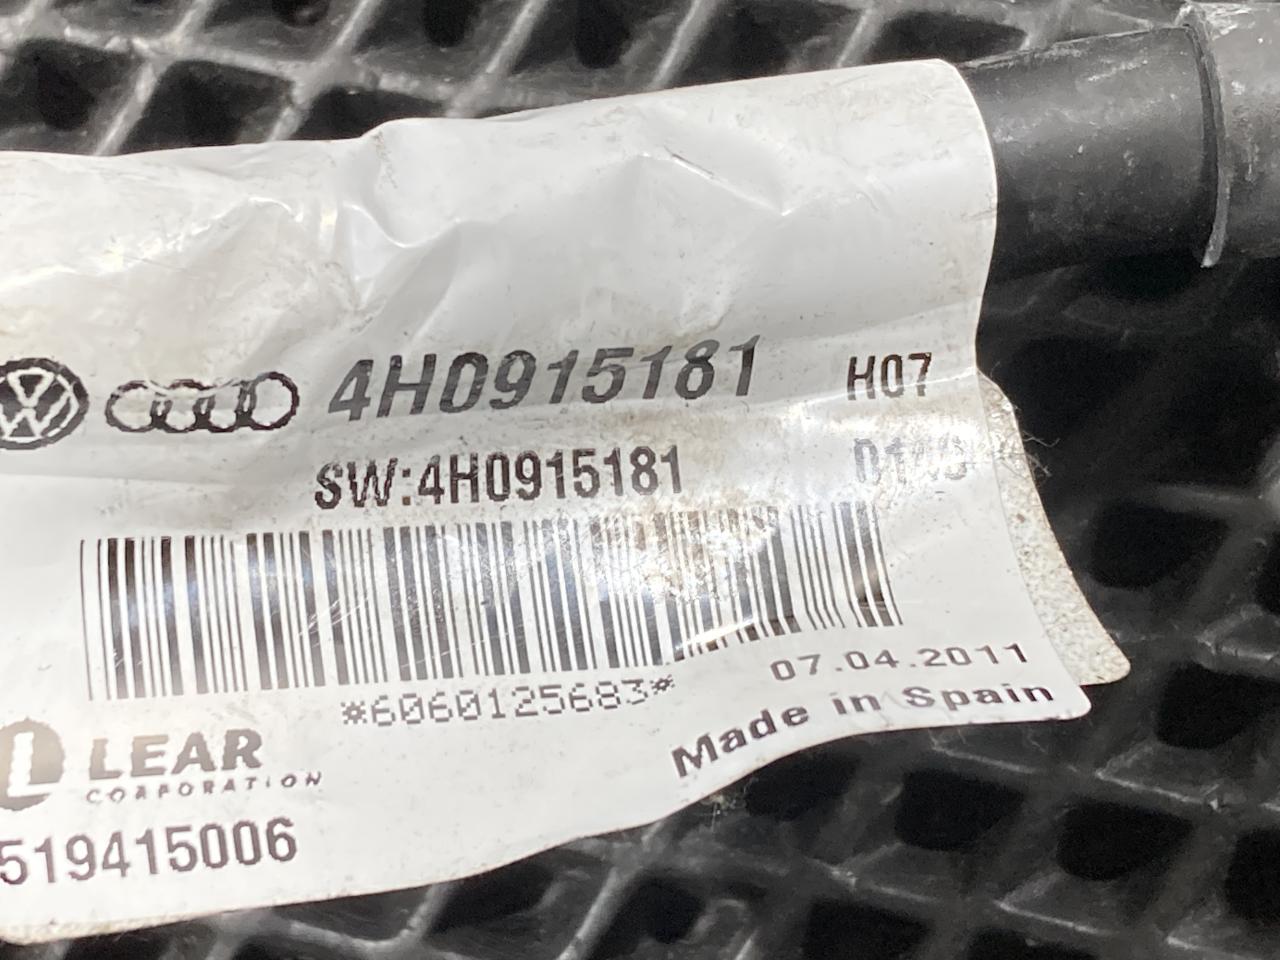 4H0915181 H07
SW:4H0915181
*6060125683* 07.04.2011
Made in Spain
L LEAR
CORPORATION
519415006